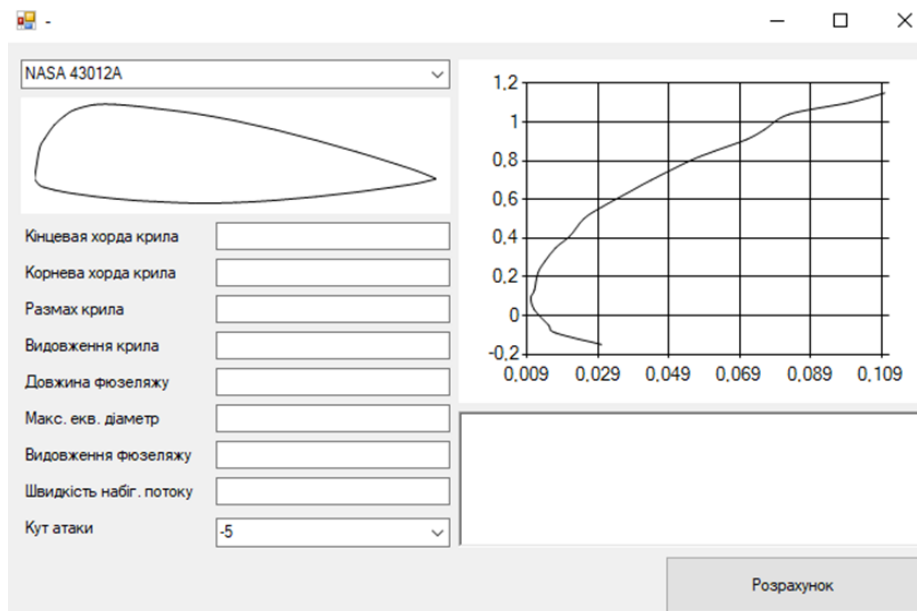 -
NASA 43012A
Кінцевая хорда крила
Корнева хорда крила
Размах крила
Видовження крила
Довжина фюзеляжу
Макс. екв. діаметр
Видовження фюзеляжу
Швидкість набіг. потоку
Кут атаки
-5
1,2
1
0,8
0,6
0,4
0,2
0
-0,2
0,009 0,029 0,049 0,069 0,089 0,109
Розрахунок